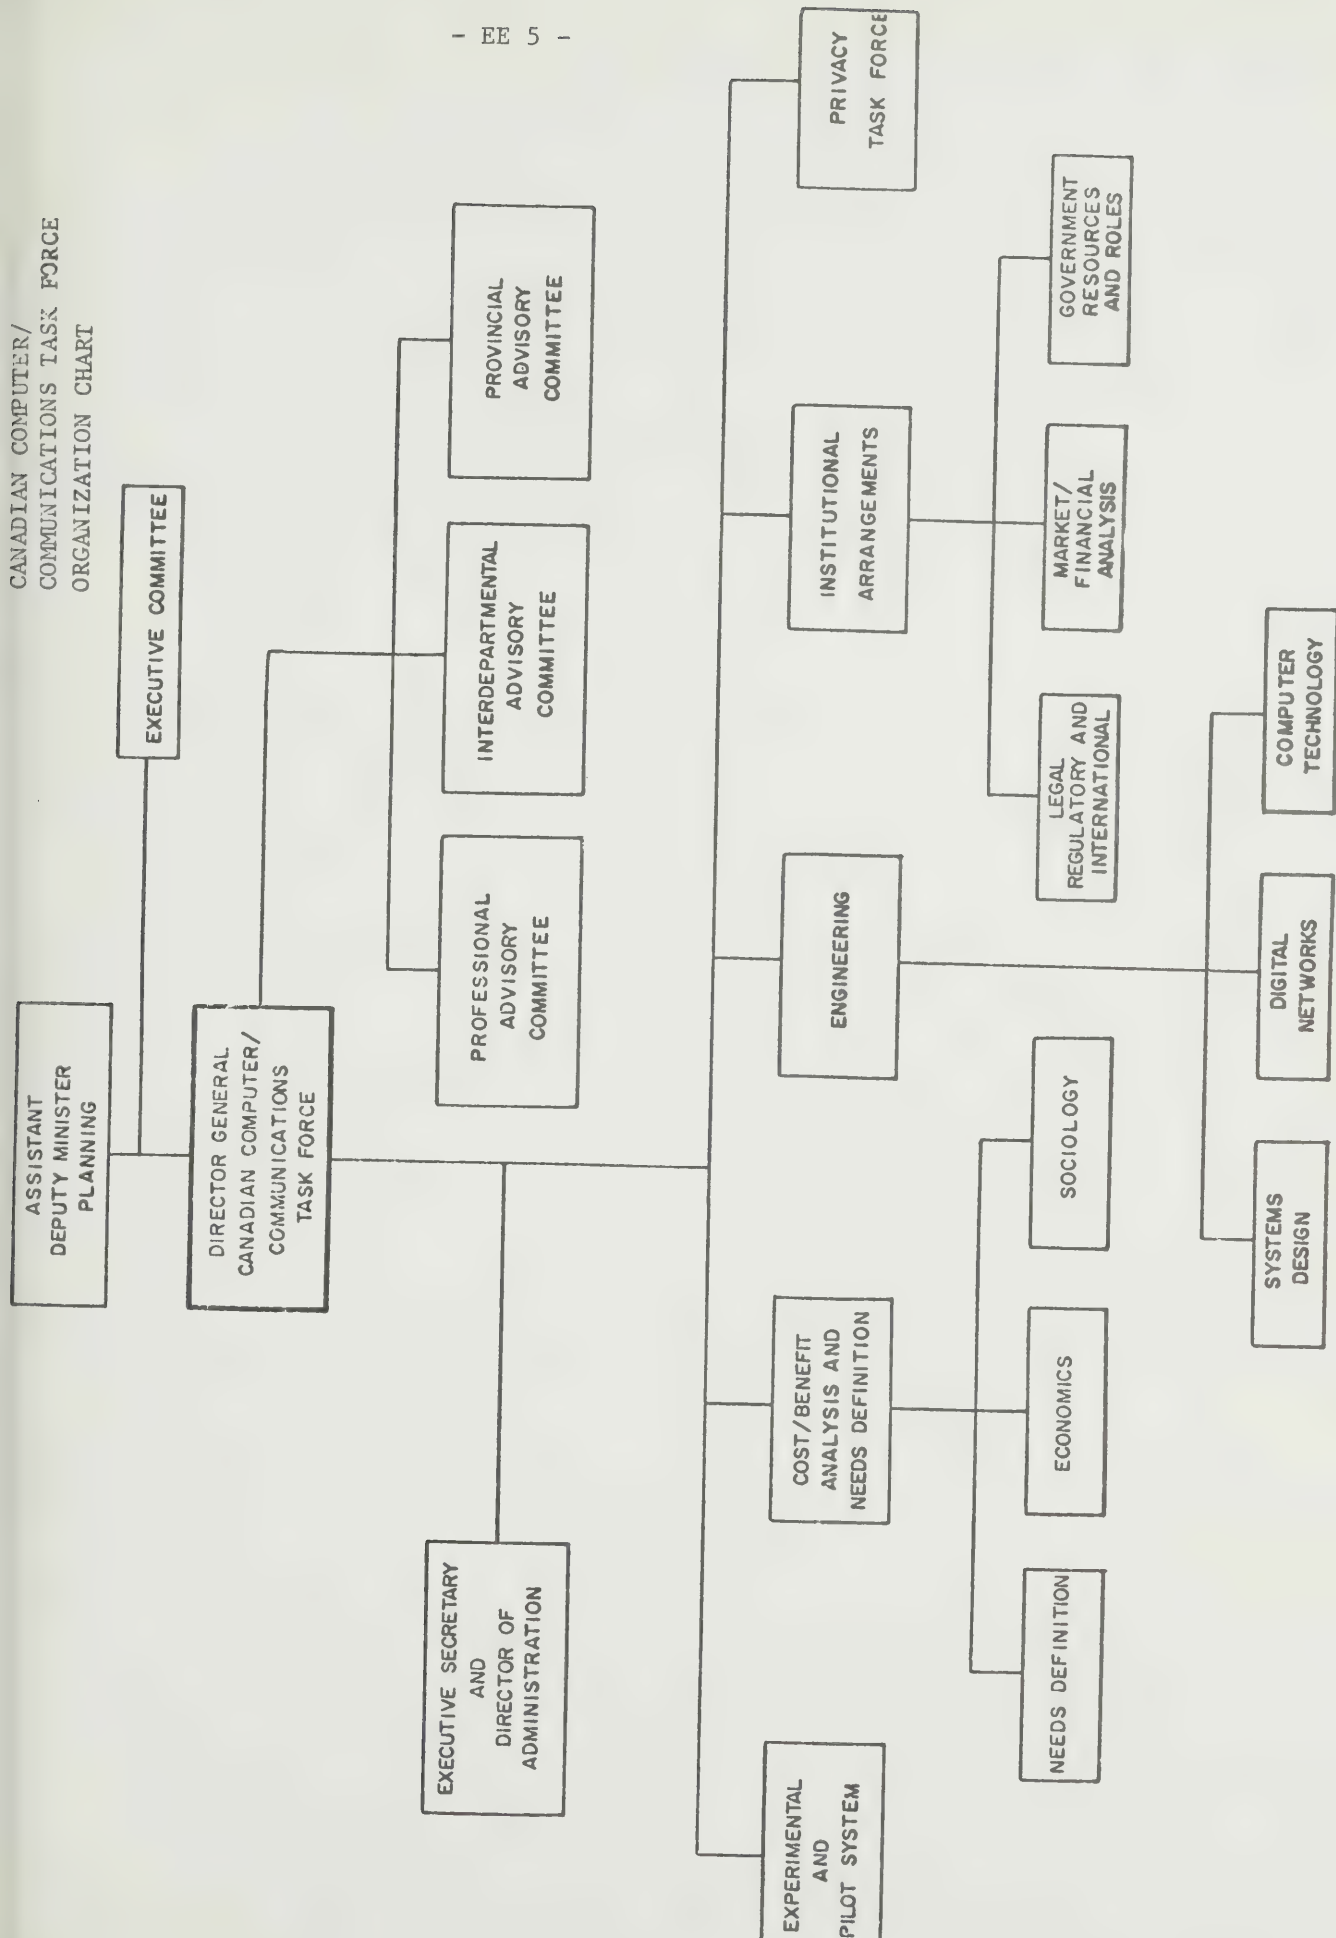 - EE 5 -
CANADIAN COMPUTER/
COMMUNICATIONS TASK FORCE
ORGANIZATION CHART
ASSISTANT
DEPUTY MINISTER
PLANNING
EXECUTIVE COMMITTEE
DIRECTOR GENERAL
CANADIAN COMPUTER/
COMMUNICATIONS
TASK FORCE
EXECUTIVE SECRETARY
AND
DIRECTOR OF
ADMINISTRATION
PROFESSIONAL
ADVISORY
COMMITTEE
INTERDEPARTMENTAL
ADVISORY
COMMITTEE
PROVINCIAL
ADVISORY
COMMITTEE
EXPERIMENTAL
AND
PILOT SYSTEM
COST/BENEFIT
ANALYSIS AND
NEEDS DEFINITION
ENGINEERING
INSTITUTIONAL
ARRANGEMENTS
PRIVACY
TASK FORCE
NEEDS DEFINITION
ECONOMICS
SOCIOLOGY
LEGAL
REGULATORY AND
INTERNATIONAL
MARKET/
FINANCIAL
ANALYSIS
GOVERNMENT
RESOURCES
AND ROLES
SYSTEMS
DESIGN
DIGITAL
NETWORKS
COMPUTER
TECHNOLOGY